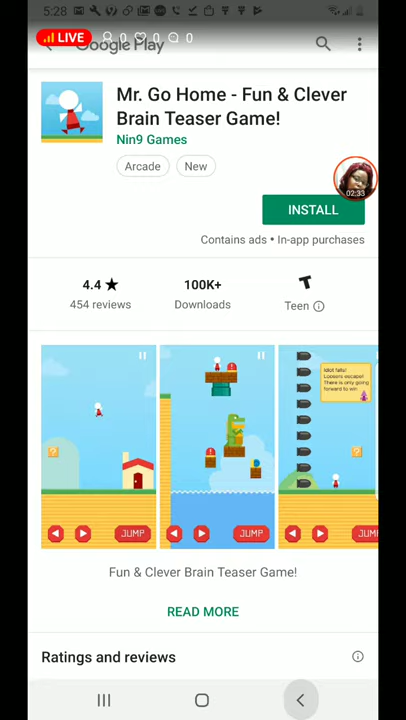 5:28
LIVE 0 0 0
Google Play
Mr. Go Home - Fun & Clever
Brain Teaser Game!
Nin9 Games
Arcade New
02:33
INSTALL
Contains ads • In-app purchases
4.4 ★ 100K+ T
454 reviews Downloads Teen
Idiot falls!
Loosers escape!
There is only going
forward to win
JUMP JUMP JUM
Fun & Clever Brain Teaser Game!
READ MORE
Ratings and reviews